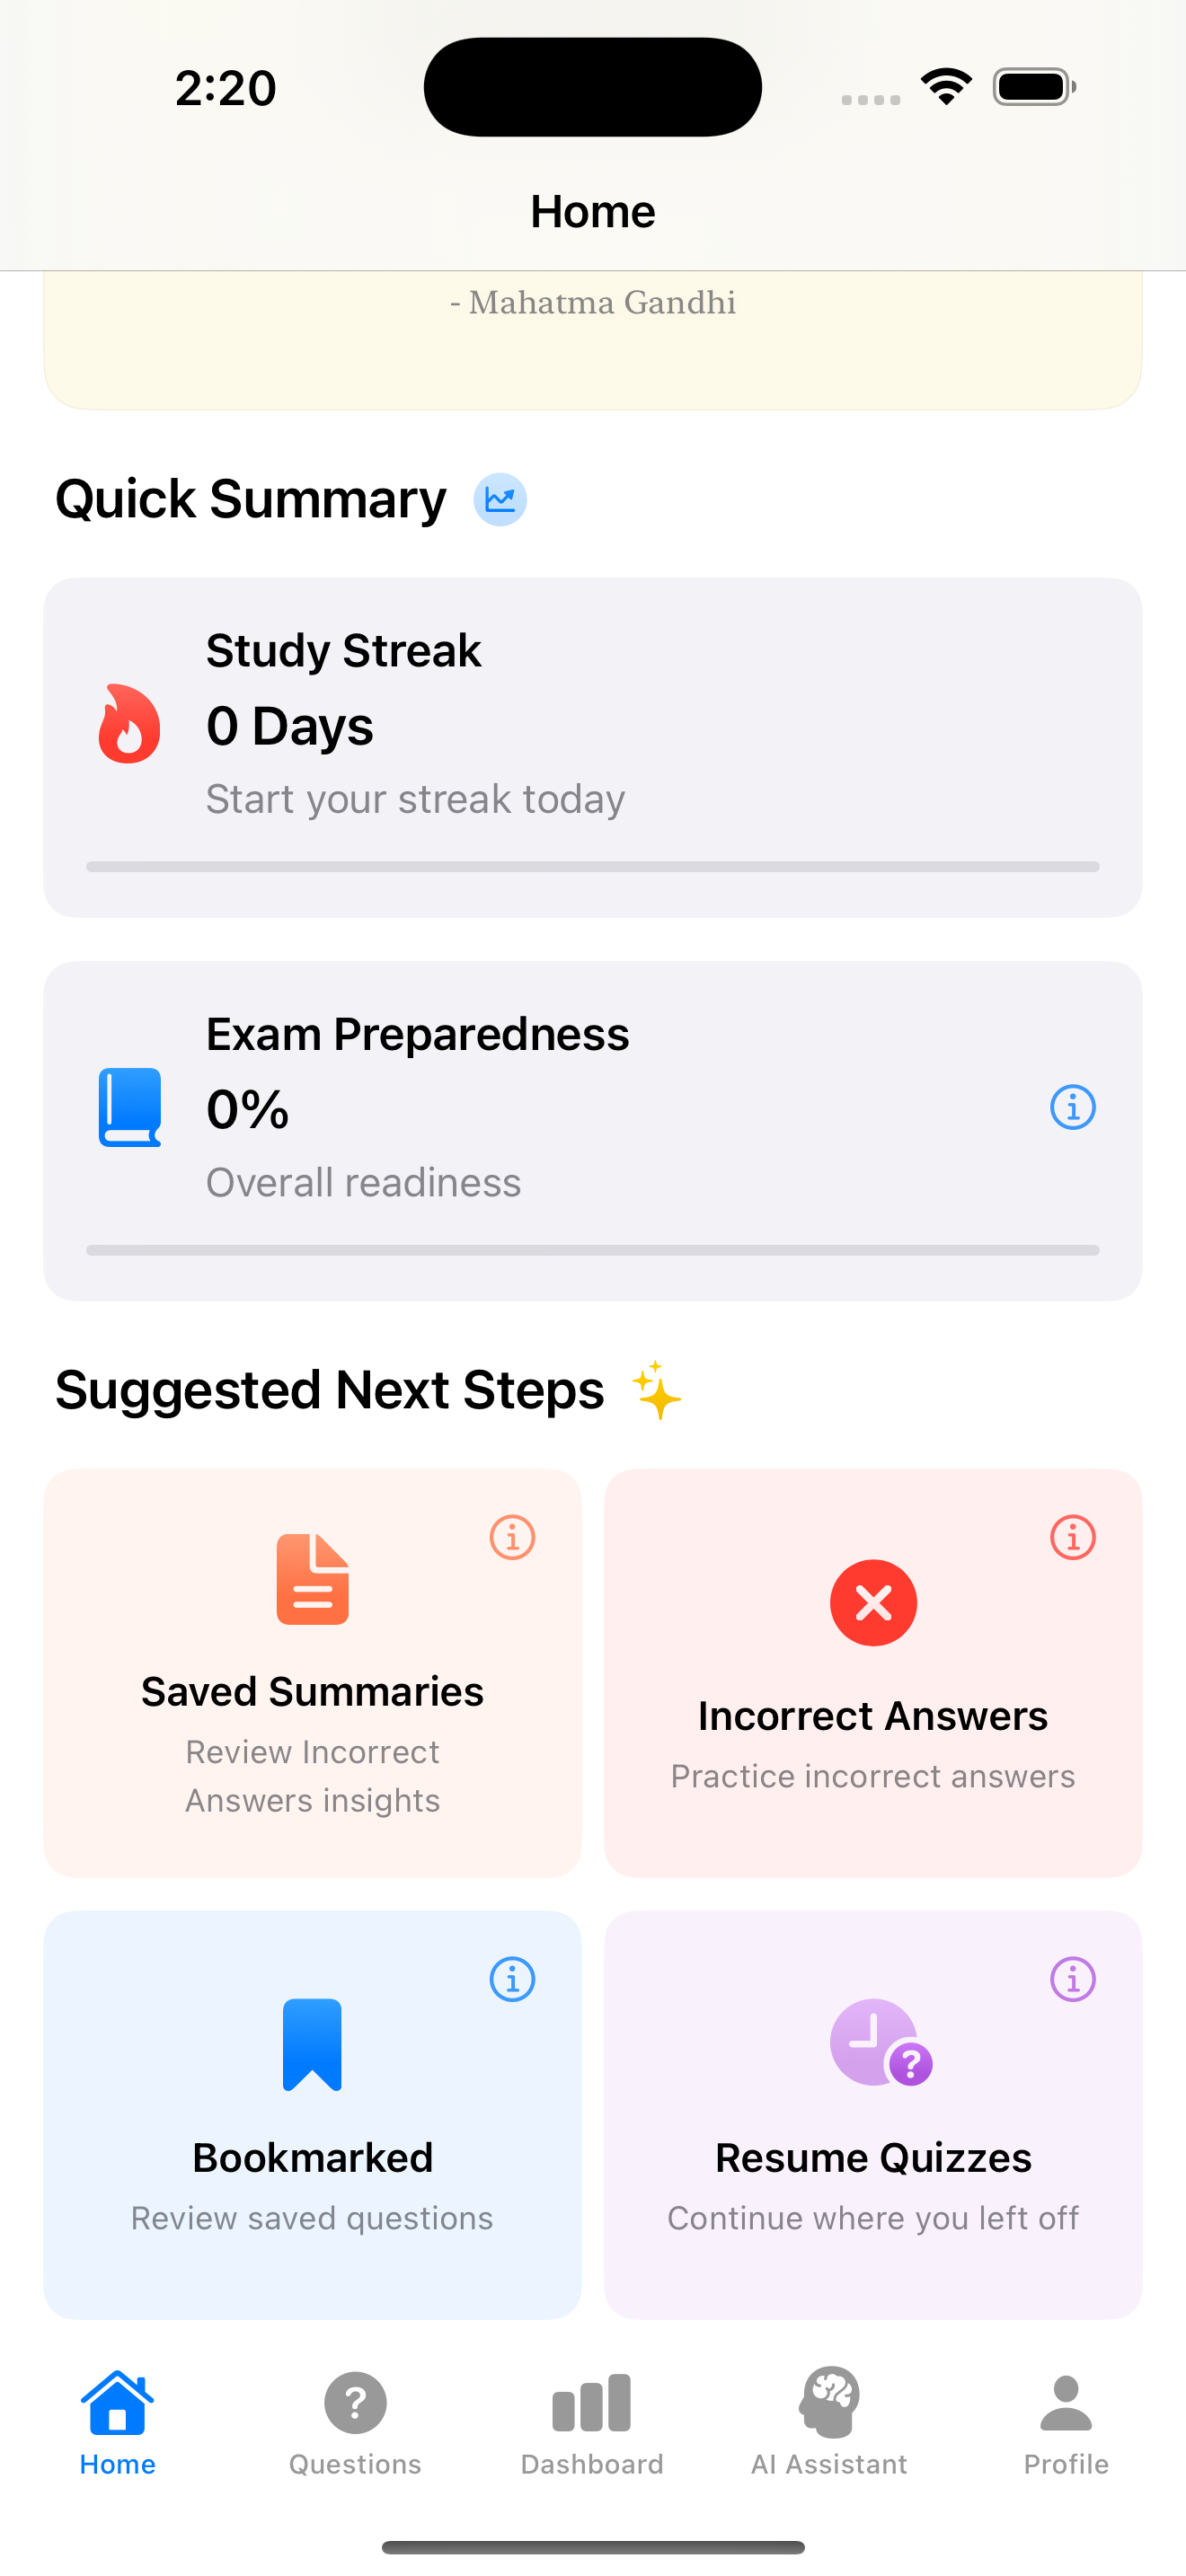 2:20
Home
- Mahatma Gandhi
Quick Summary
Study Streak
0 Days
Start your streak today
Exam Preparedness
0%
Overall readiness
Suggested Next Steps
Saved Summaries
Review Incorrect
Answers insights
Incorrect Answers
Practice incorrect answers
Bookmarked
Review saved questions
Resume Quizzes
Continue where you left off
Home
Questions
Dashboard
AI Assistant
Profile